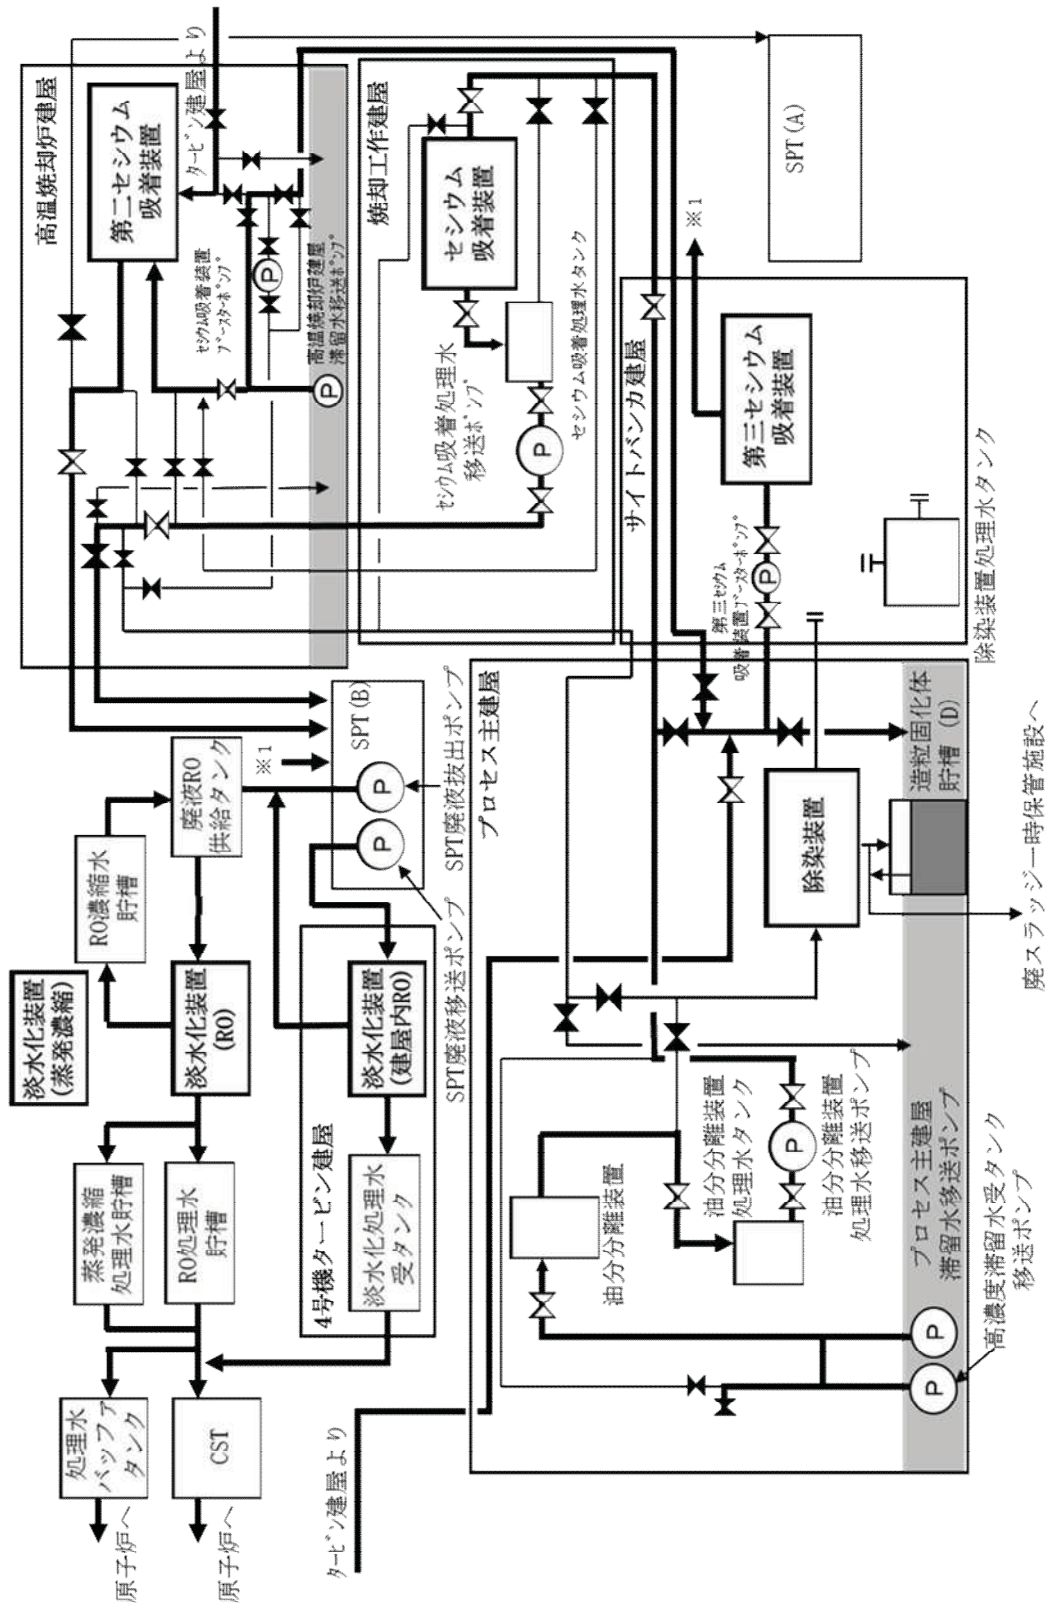 原子炉へ
処理水
バッファ
タンク
原子炉へ
CST
蒸発濃縮
処理水貯槽
RO処理水
貯槽
淡水化装置
(蒸発濃縮)
淡水化装置
(RO)
RO濃縮水
貯槽
廃液RO
供給タンク
※1
4号機タービン建屋
淡水化処理水
受タンク
淡水化装置
(建屋内RO)
SPT(B)
P
P
SPT廃液移送ポンプ
SPT廃液抜出ポンプ
高温焼却炉建屋
第二セシウム
吸着装置
タービン建屋より
セシウム吸着装置
ブースターポンプ
P
高温焼却炉建屋
滞留水移送ポンプ
P
焼却工作建屋
セシウム
吸着装置
セシウム吸着処理水
移送ポンプ
P
セシウム吸着処理水タンク
SPT(A)
サイトバンカ建屋
※1
第三セシウム
吸着装置
第三セシウム
吸着装置ブースターポンプ
P
除染装置処理水タンク
タービン建屋より
プロセス主建屋
油分分離装置
油分分離装置
処理水タンク
P
油分分離装置
処理水移送ポンプ
除染装置
造粒固化体
貯槽(D)
プロセス主建屋
滞留水移送ポンプ
P
P
高濃度滞留水受タンク
移送ポンプ
廃スラッジ一時保管施設へ